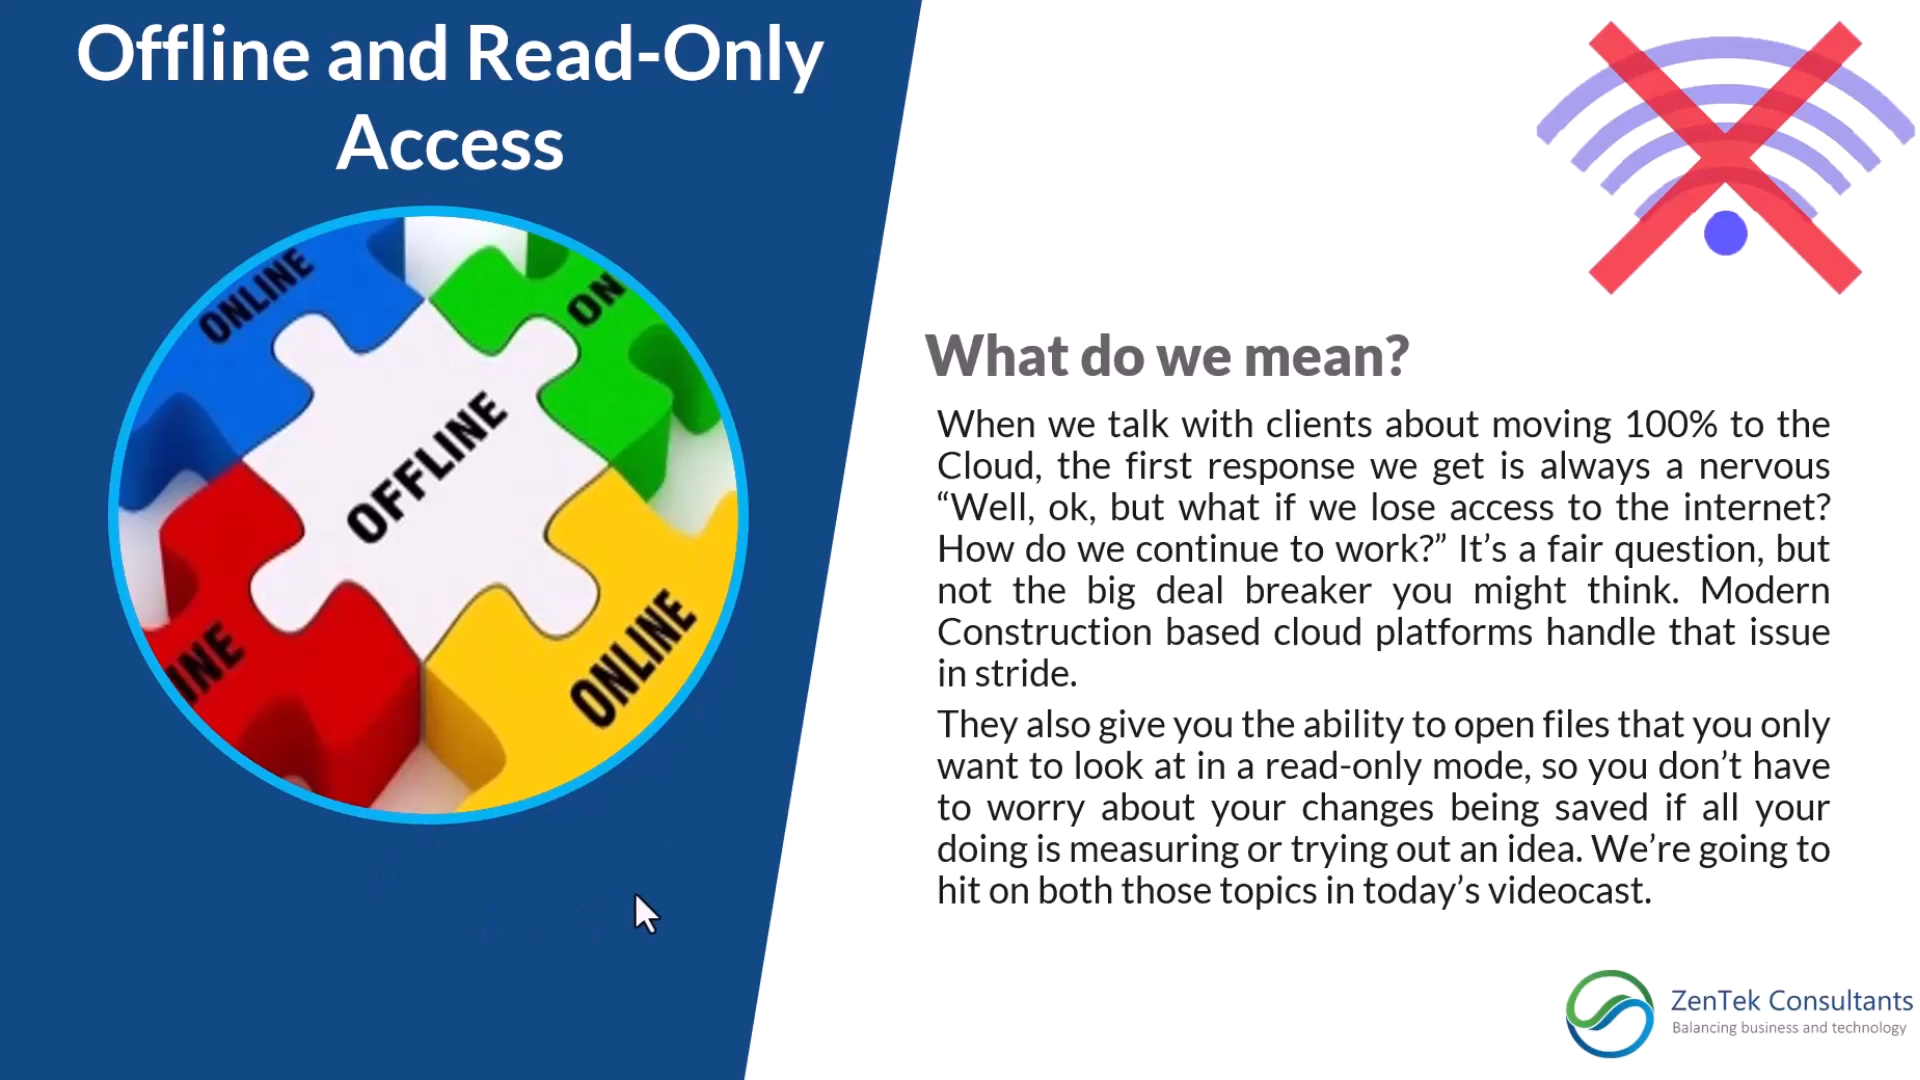 Offline and Read-Only
Access
ONLINE
ON
OFFLINE
INE
ONLINE
What do we mean?
When we talk with clients about moving 100% to the
Cloud, the first response we get is always a nervous
“Well, ok, but what if we lose access to the internet?
How do we continue to work?” It’s a fair question, but
not the big deal breaker you might think. Modern
Construction based cloud platforms handle that issue
in stride.
They also give you the ability to open files that you only
want to look at in a read-only mode, so you don’t have
to worry about your changes being saved if all your
doing is measuring or trying out an idea. We’re going to
hit on both those topics in today’s videocast.
ZenTek Consultants
Balancing business and technology